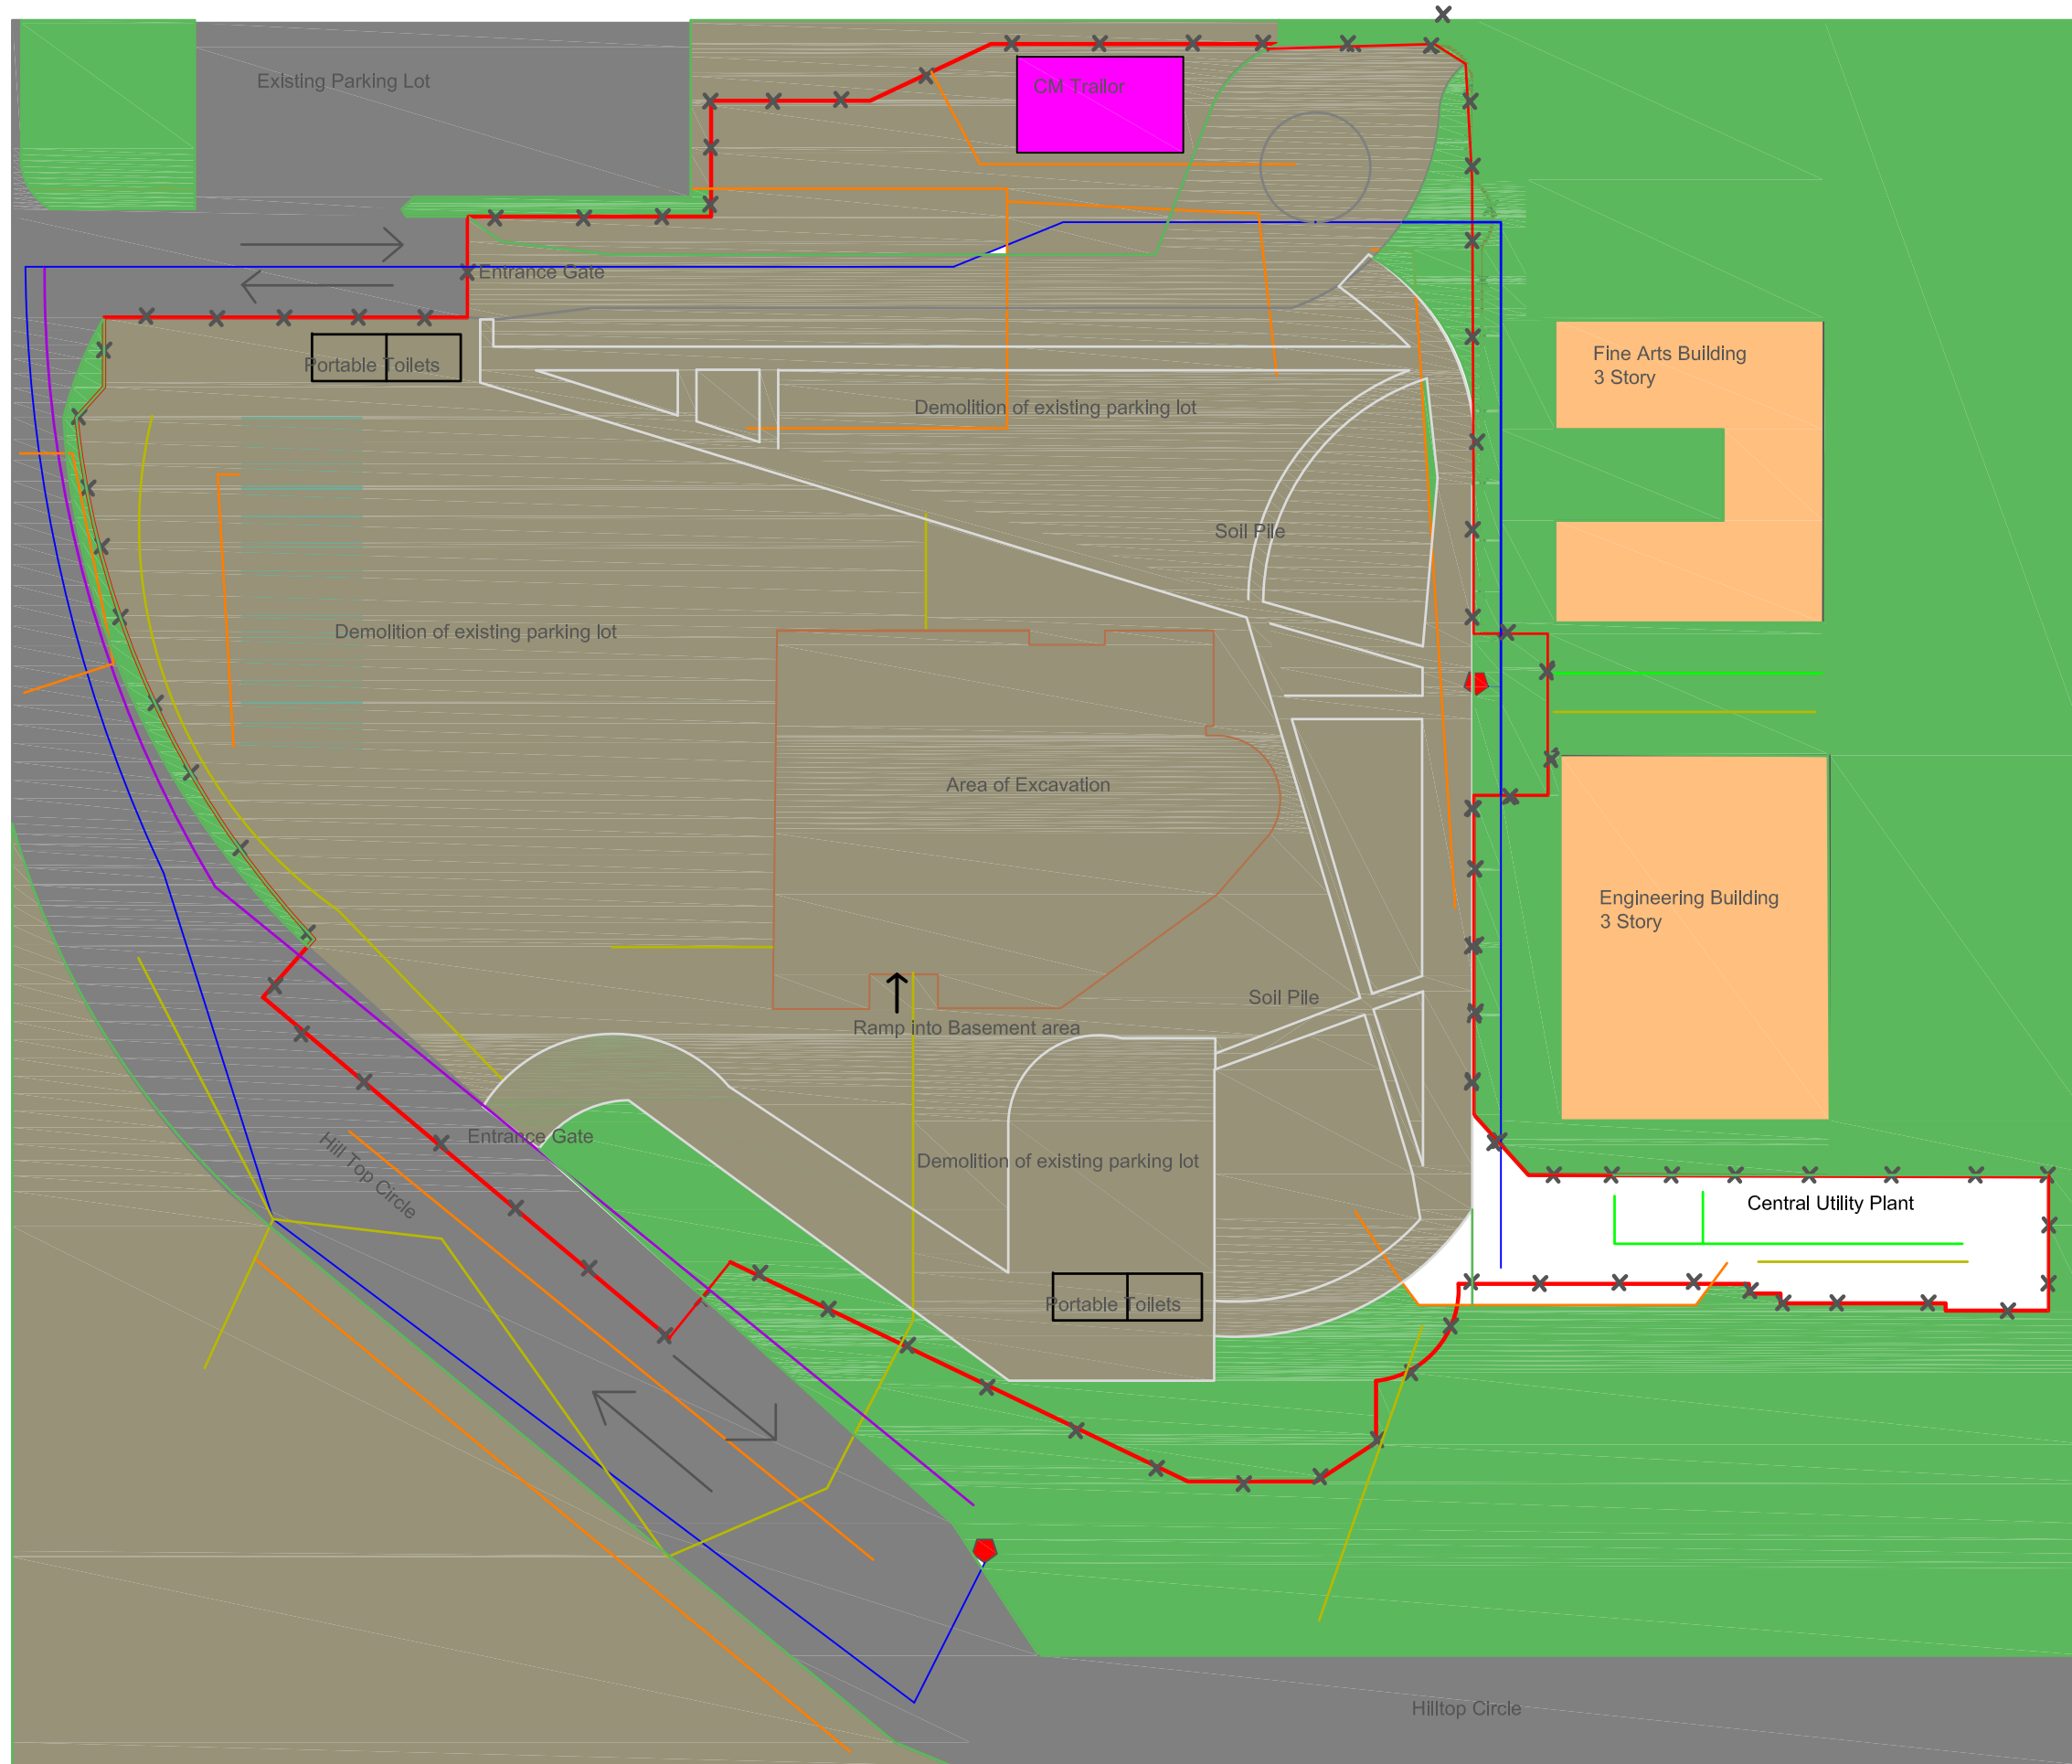 Existing Parking Lot
CM Trallor
Entrance Gate
Portable Toilets
Fine Arts Building
3 Story
Demolition of existing parking lot
Soil Pile
Demolition of existing parking lot
Area of Excavation
Engineering Building
3 Story
Soil Pile
Ramp into Basement area
Entrance Gate
Hill Top Circle
Demolition of existing parking lot
Central Utility Plant
Portable Toilets
Hilltop Circle